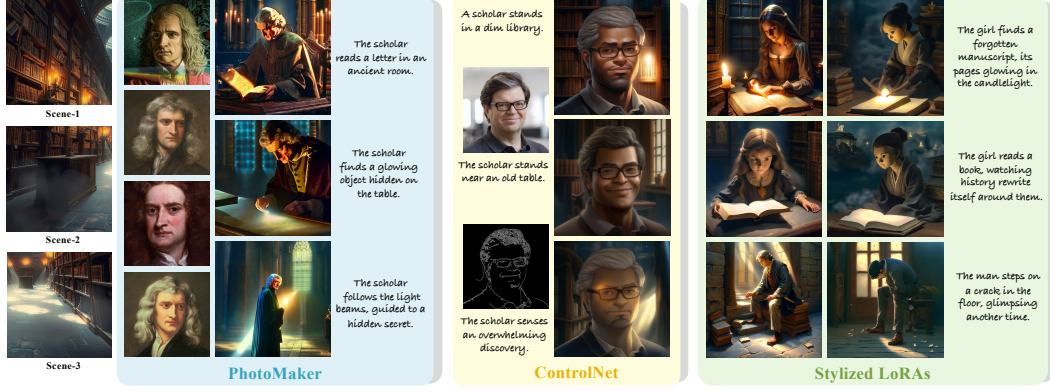 Scene-1
Scene-2
Scene-3
The scholar
reads a letter in an
ancient room.
The scholar
finds a glowing
object hidden on
the table.
The scholar
follows the light
beams, guided to a
hidden secret.
PhotoMaker
A scholar stands
in a dim library.
The scholar stands
near an old table.
The scholar senses
an overwhelming
discovery.
ControlNet
The girl finds a
forgotten
manuscript, its
pages glowing in
the candlelight.
The girl reads a
book, watching
history rewrite
itself around them.
The man steps on
a crack in the
floor, glimpsing
another time.
Stylized LoRAs